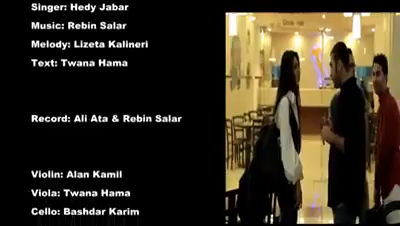 Singer: Hedy Jabar
Music: Rebin Salar
Melody: Lizeta Kalineri
Text: Twana Hama
Record: Ali Ata & Rebin Salar
Violin: Alan Kamil
Viola: Twana Hama
Cello: Bashdar Karim